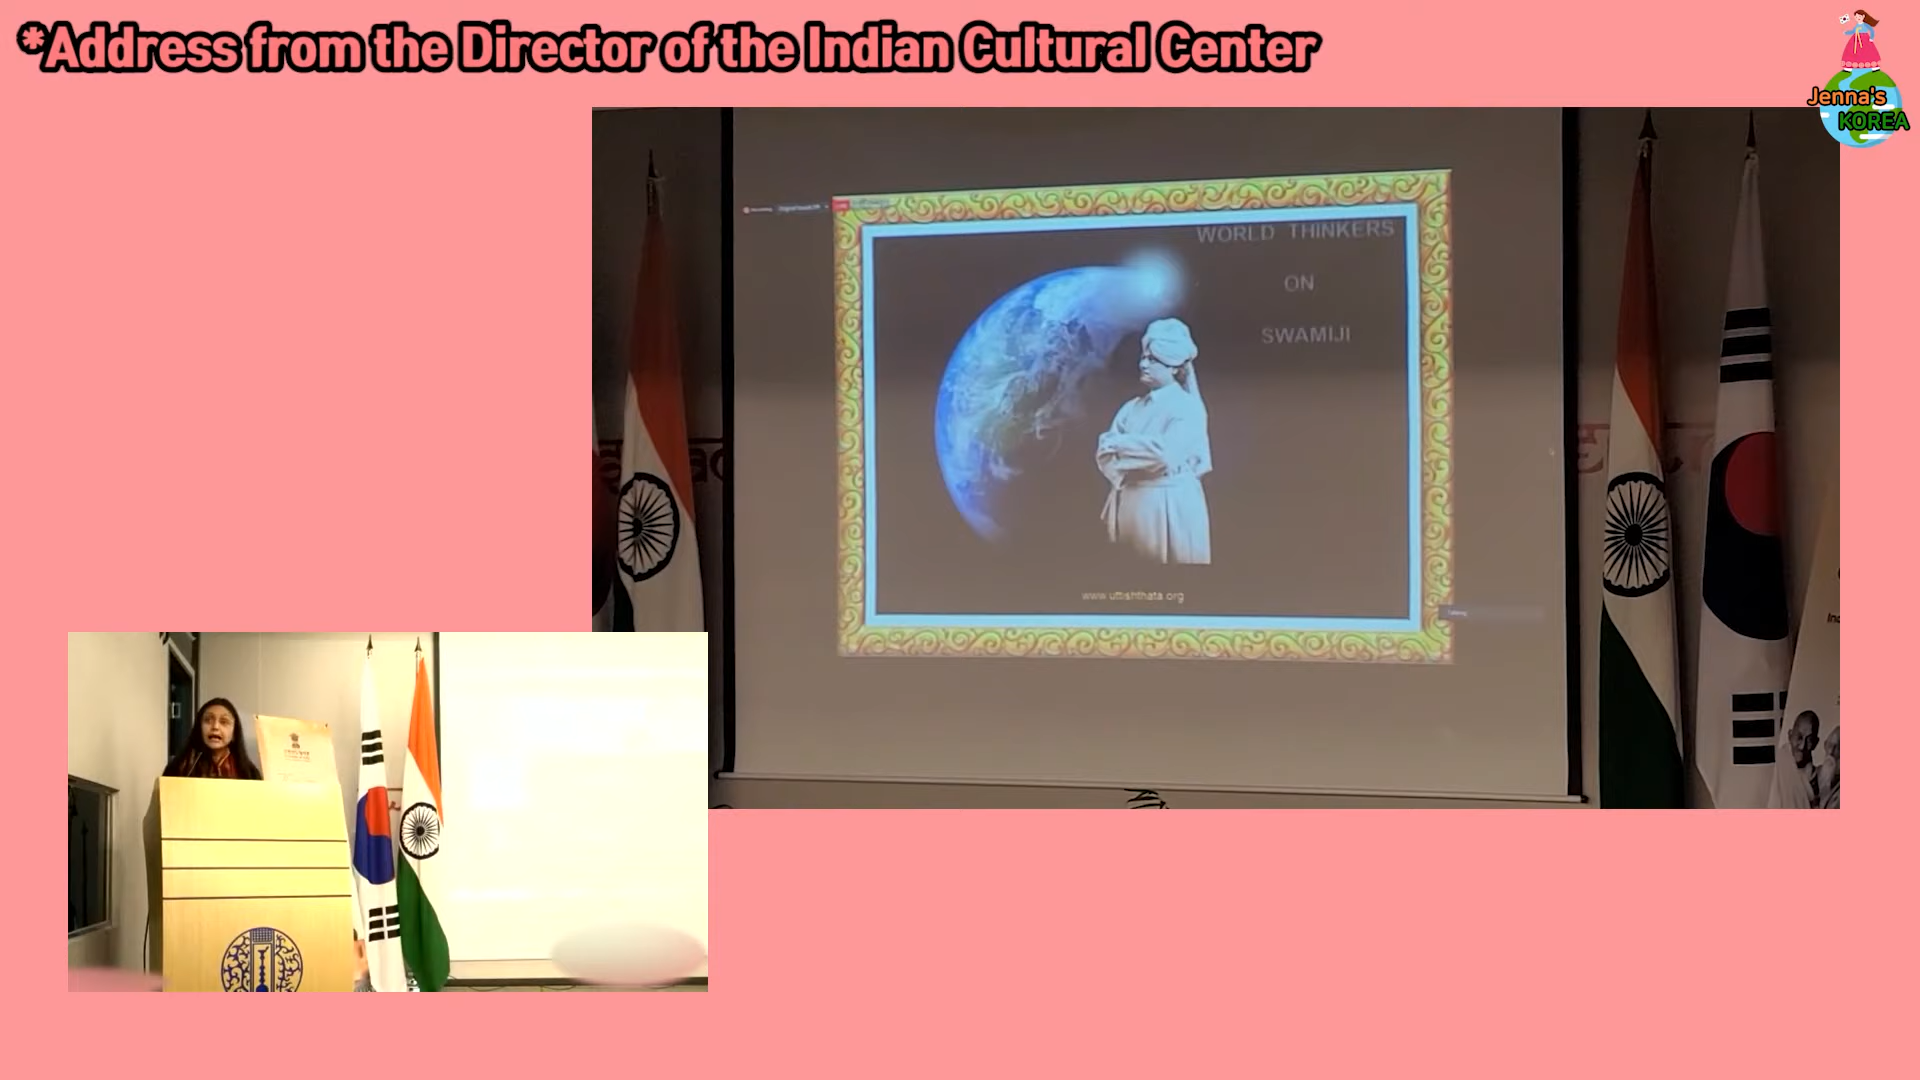 *Address from the Director of the Indian Cultural Center
Jenna's
KOREA
WORLD THINKERS
ON
SWAMIJI
www.uttishthata.org